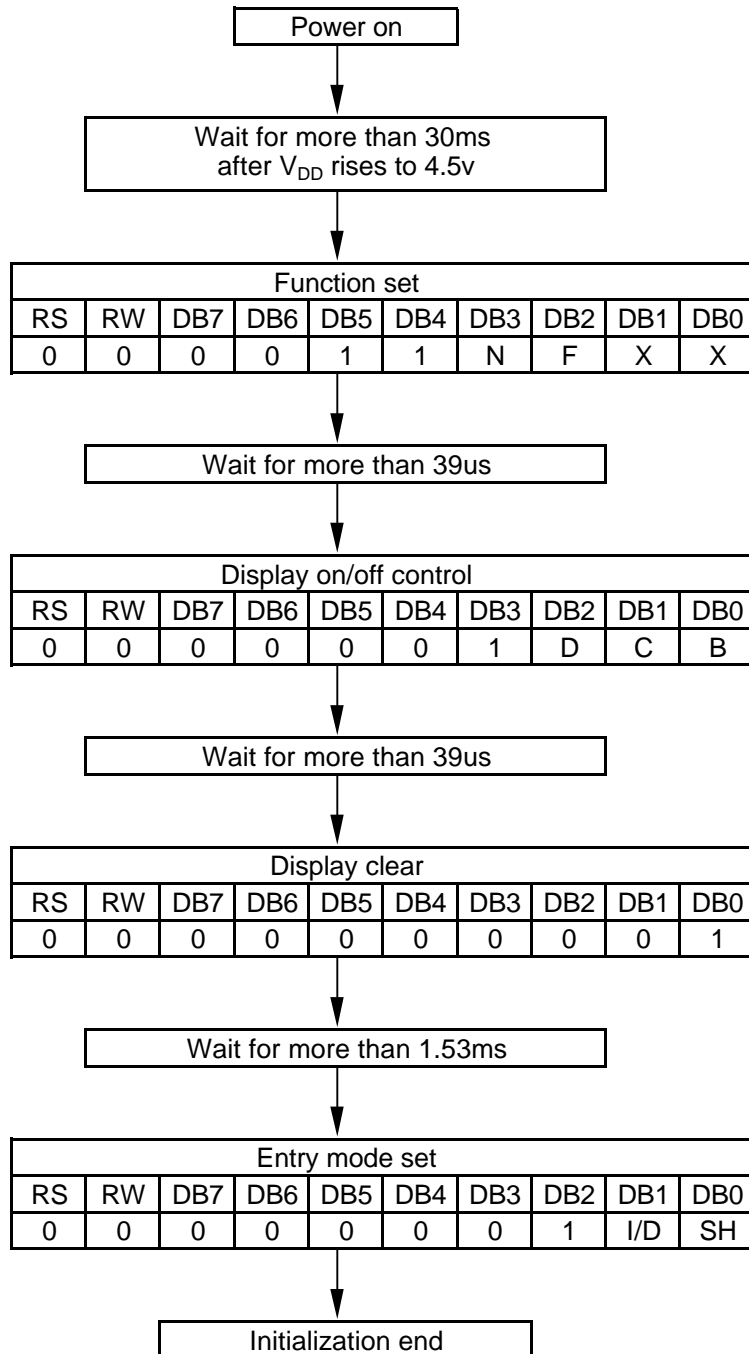 Power on
Wait for more than 30ms
after VDD rises to 4.5v
Function set
RS RW DB7 DB6 DB5 DB4 DB3 DB2 DB1 DB0
0 0 0 0 1 1 N F X X
Wait for more than 39us
Display on/off control
RS RW DB7 DB6 DB5 DB4 DB3 DB2 DB1 DB0
0 0 0 0 0 0 1 D C B
Wait for more than 39us
Display clear
RS RW DB7 DB6 DB5 DB4 DB3 DB2 DB1 DB0
0 0 0 0 0 0 0 0 0 1
Wait for more than 1.53ms
Entry mode set
RS RW DB7 DB6 DB5 DB4 DB3 DB2 DB1 DB0
0 0 0 0 0 0 0 1 I/D SH
Initialization end